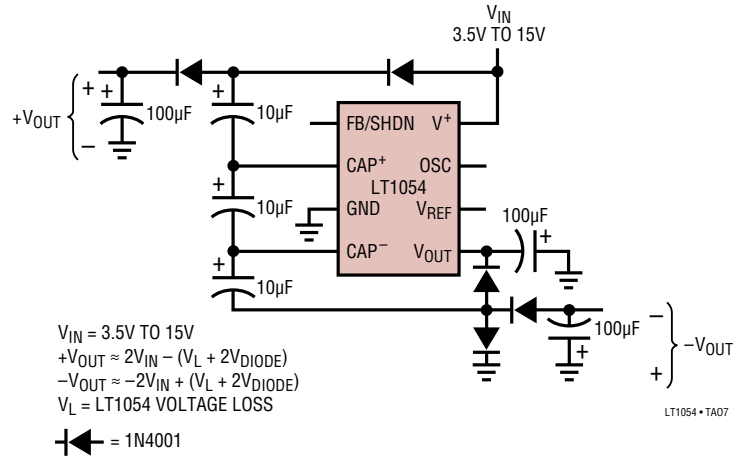 VIN
3.5V TO 15V
+
+
+
100µF
10µF
+VOUT
–
FB/SHDN V+
CAP+ OSC
LT1054
+
10µF
GND VREF
100µF
+
CAP– VOUT
+
10µF
100µF
–
–VOUT
+
+
VIN = 3.5V TO 15V
+VOUT ≈ 2VIN – (VL + 2VDIODE)
–VOUT ≈ –2VIN + (VL + 2VDIODE)
VL = LT1054 VOLTAGE LOSS
= 1N4001
LT1054 • TA07